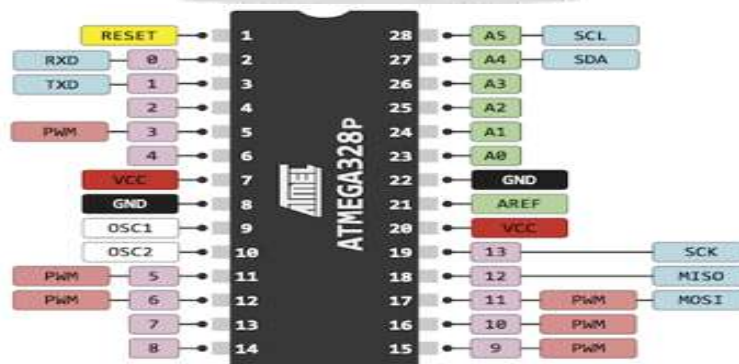 RESET 1 28 A5 SCL
RXD 0 2 27 A4 SDA
TXD 1 3 26 A3
2 4 25 A2
PWM 3 5 24 A1
4 6 23 A0
VCC 7 22 GND
GND 8 21 AREF
OSC1 9 20 VCC
OSC2 10 19 13 SCK
PWM 5 11 18 12 MISO
PWM 6 12 17 11 PWM MOSI
7 13 16 10 PWM
8 14 15 9 PWM
ATMEL
ATMEGA328P